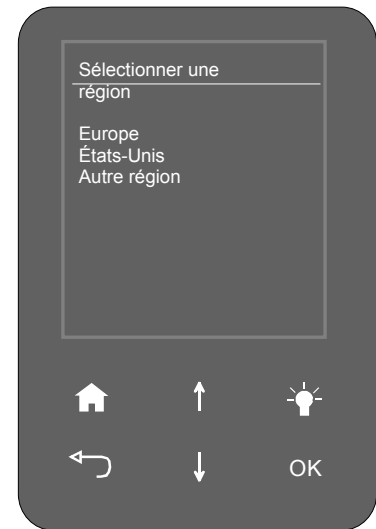 Sélectionner une
région
Europe
États-Unis
Autre région
OK